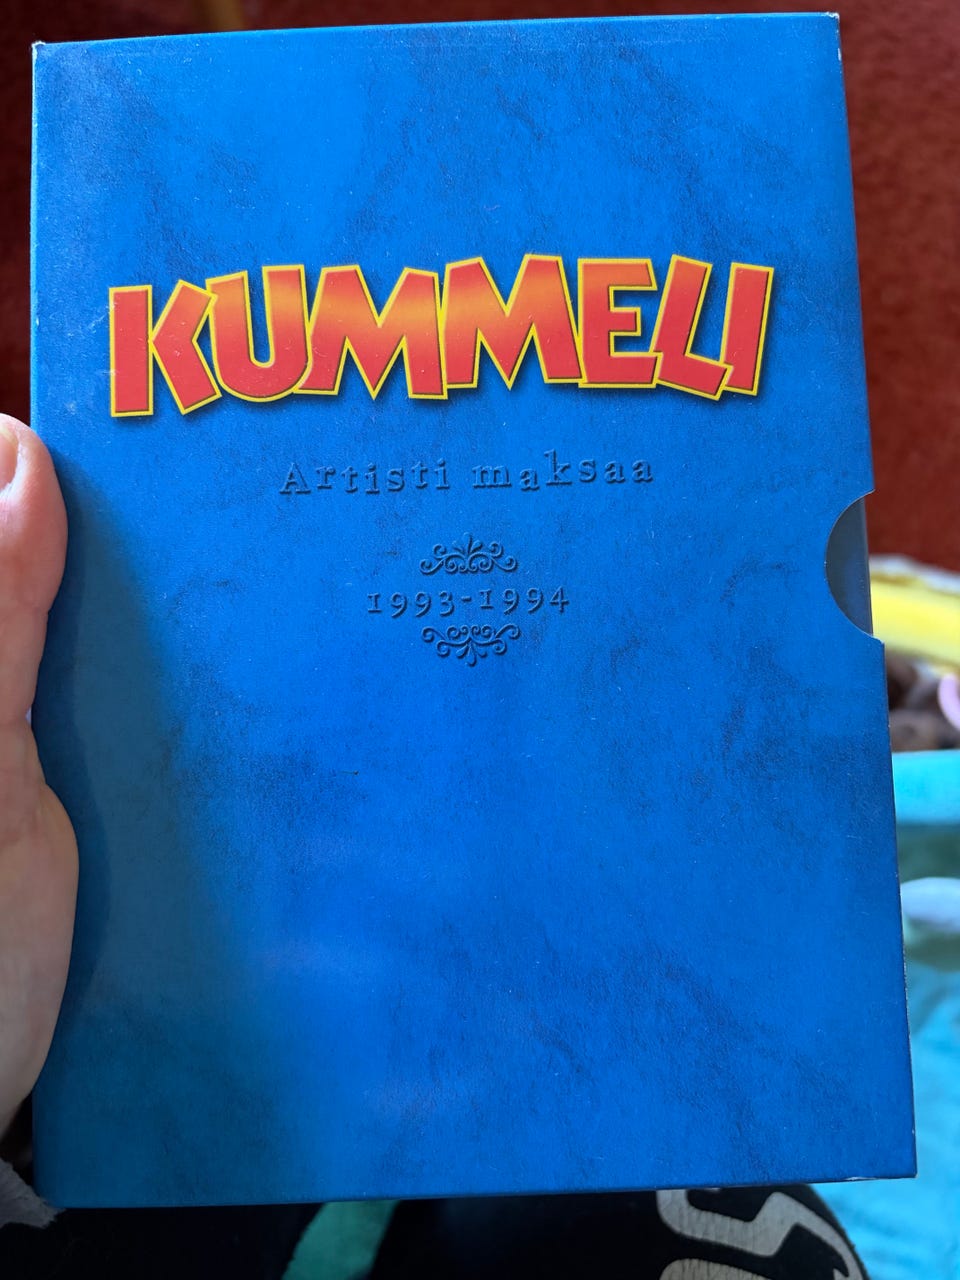 KUMMELI
Artisti maksaa
1993-1994